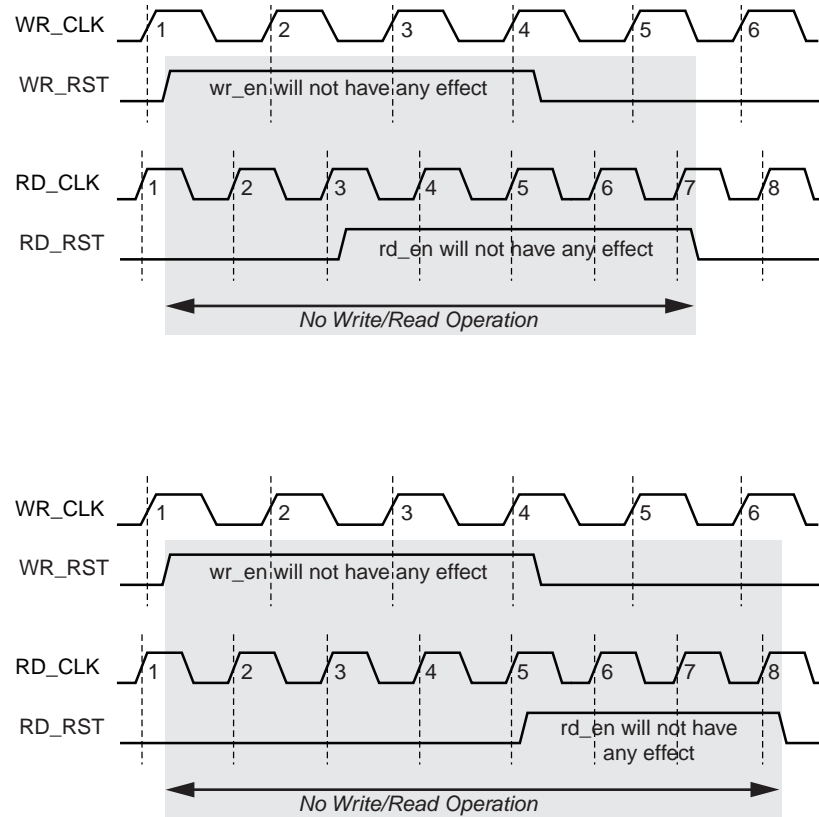 WR_CLK 1 2 3 4 5 6
WR_RST wr_en will not have any effect
RD_CLK 1 2 3 4 5 6 7 8
RD_RST rd_en will not have any effect
No Write/Read Operation
WR_CLK 1 2 3 4 5 6
WR_RST wr_en will not have any effect
RD_CLK 1 2 3 4 5 6 7 8
RD_RST rd_en will not have
any effect
No Write/Read Operation